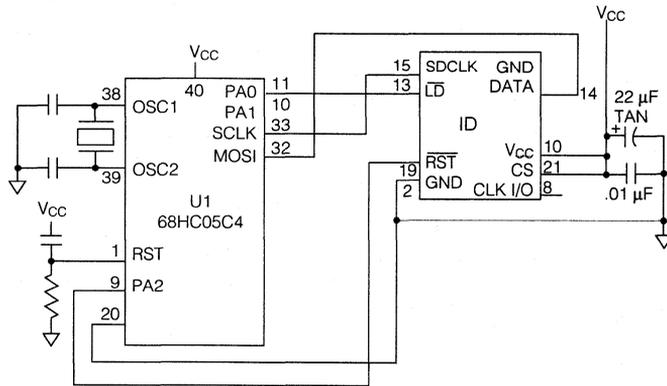 VCC
VCC
40
38
OSC1
PA0
11
PA1
10
SCLK
33
MOSI
32
39
OSC2
U1
68HC05C4
VCC
1
RST
9
PA2
20
15
SDCLK
GND
13
LD
DATA
14
ID
VCC
10
RST
CS
21
19
GND
2
CLK I/O
8
22 µF
TAN
+
.01 µF